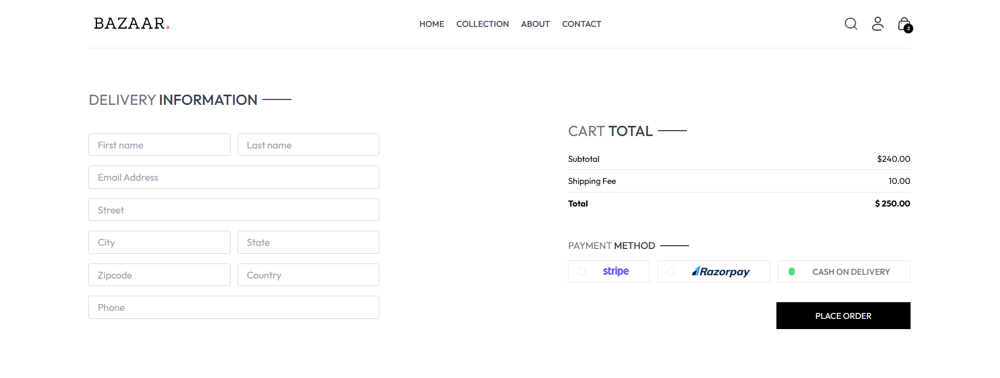 BAZAAR.
HOME COLLECTION ABOUT CONTACT
2
DELIVERY INFORMATION
First name
Last name
Email Address
Street
City
State
Zipcode
Country
Phone
CART TOTAL
Subtotal $240.00
Shipping Fee 10.00
Total $ 250.00
PAYMENT METHOD
stripe
Razorpay
CASH ON DELIVERY
PLACE ORDER